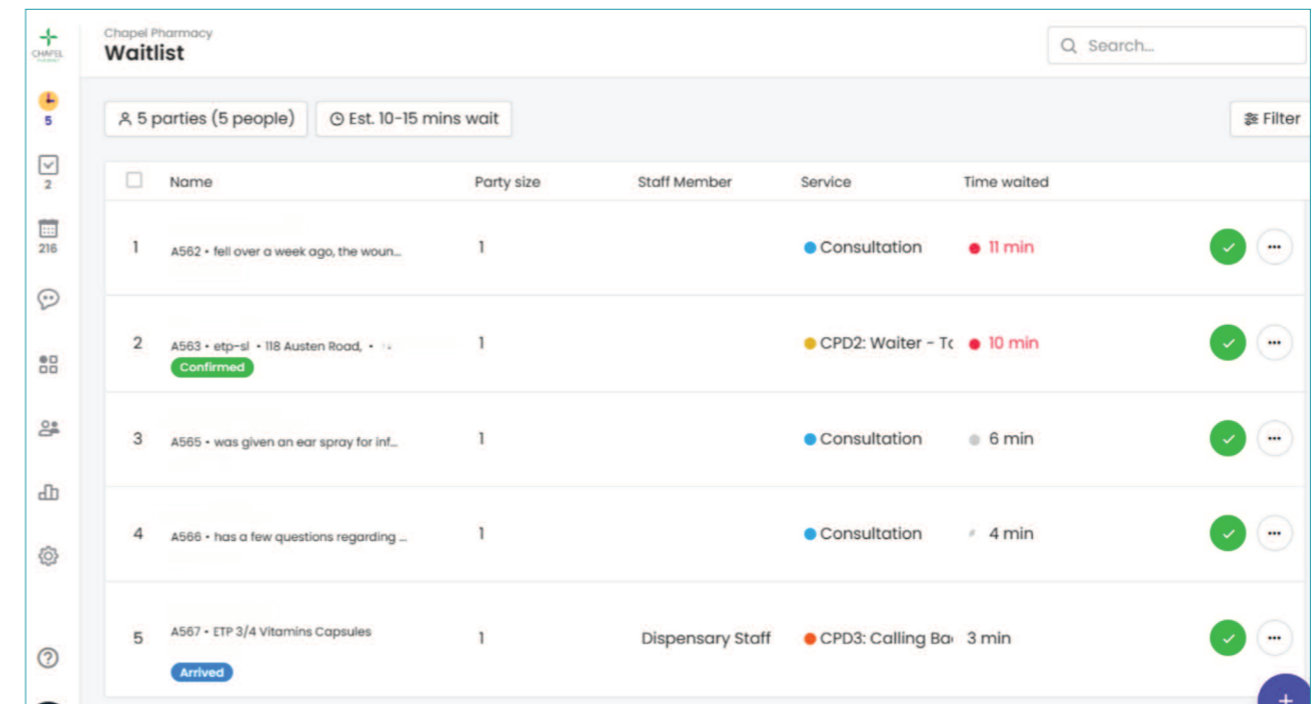 CHAPEL
Chapel Pharmacy
Waitlist
Search...
5
5 parties (5 people)
Est. 10-15 mins wait
Filter
2
Name Party size Staff Member Service Time waited
216
1 A562 • fell over a week ago, the woun... 1 Consultation 11 min
2 A563 • etp-sl • 118 Austen Road, • 1 CPD2: Waiter - To 10 min
Confirmed
3 A565 • was given an ear spray for inf... 1 Consultation 6 min
4 A566 • has a few questions regarding ... 1 Consultation 4 min
5 A567 • ETP 3/4 Vitamins Capsules 1 Dispensary Staff CPD3: Calling Ba 3 min
Arrived